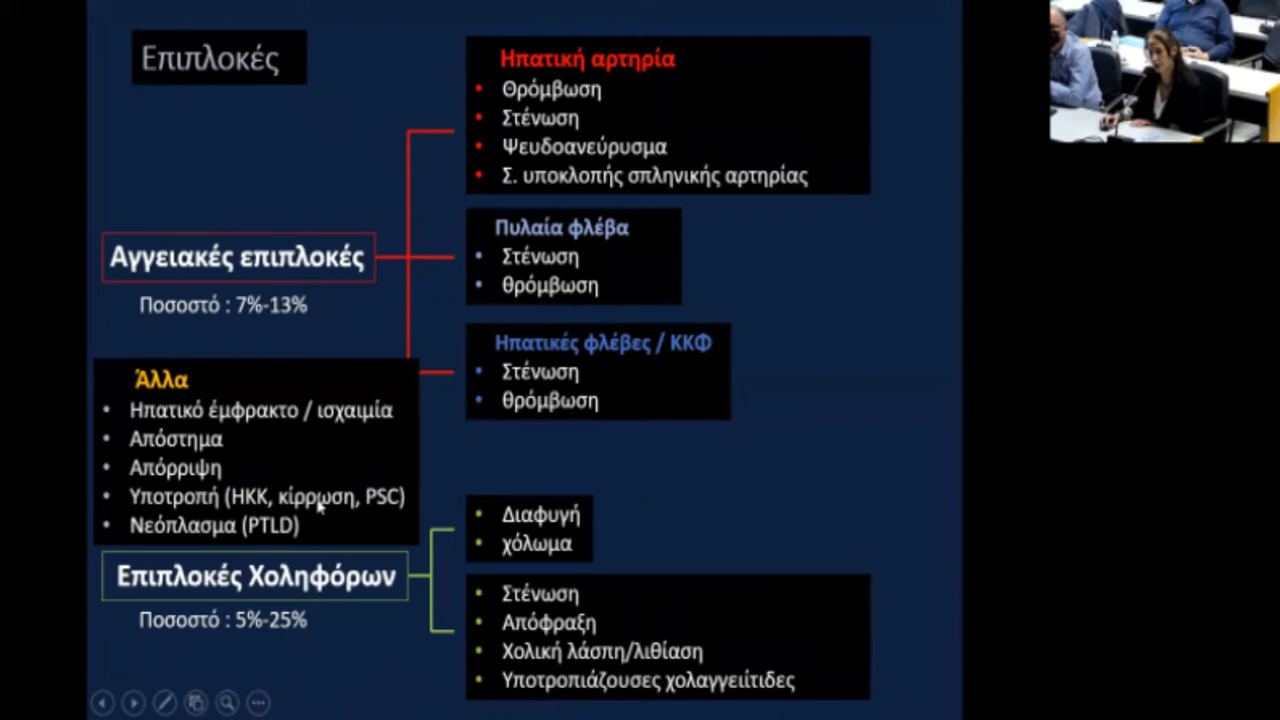 Επιπλοκές
Ηπατική αρτηρία
• Θρόμβωση
• Στένωση
• Ψευδοανεύρυσμα
• Σ. υποκλοπής σπληνικής αρτηρίας
Αγγειακές επιπλοκές
Ποσοστό : 7%-13%
Πυλαία φλέβα
• Στένωση
• θρόμβωση
Ηπατικές φλέβες / ΚΚΦ
• Στένωση
• θρόμβωση
Άλλα
• Ηπατικό έμφρακτο / ισχαιμία
• Απόστημα
• Απόρριψη
• Υποτροπή (ΗΚΚ, κίρρωση, PSC)
• Νεόπλασμα (PTLD)
Επιπλοκές Χοληφόρων
Ποσοστό : 5%-25%
• Διαφυγή
• χόλωμα
• Στένωση
• Απόφραξη
• Χολική λάσπη/λιθίαση
• Υποτροπιάζουσες χολαγγειίτιδες